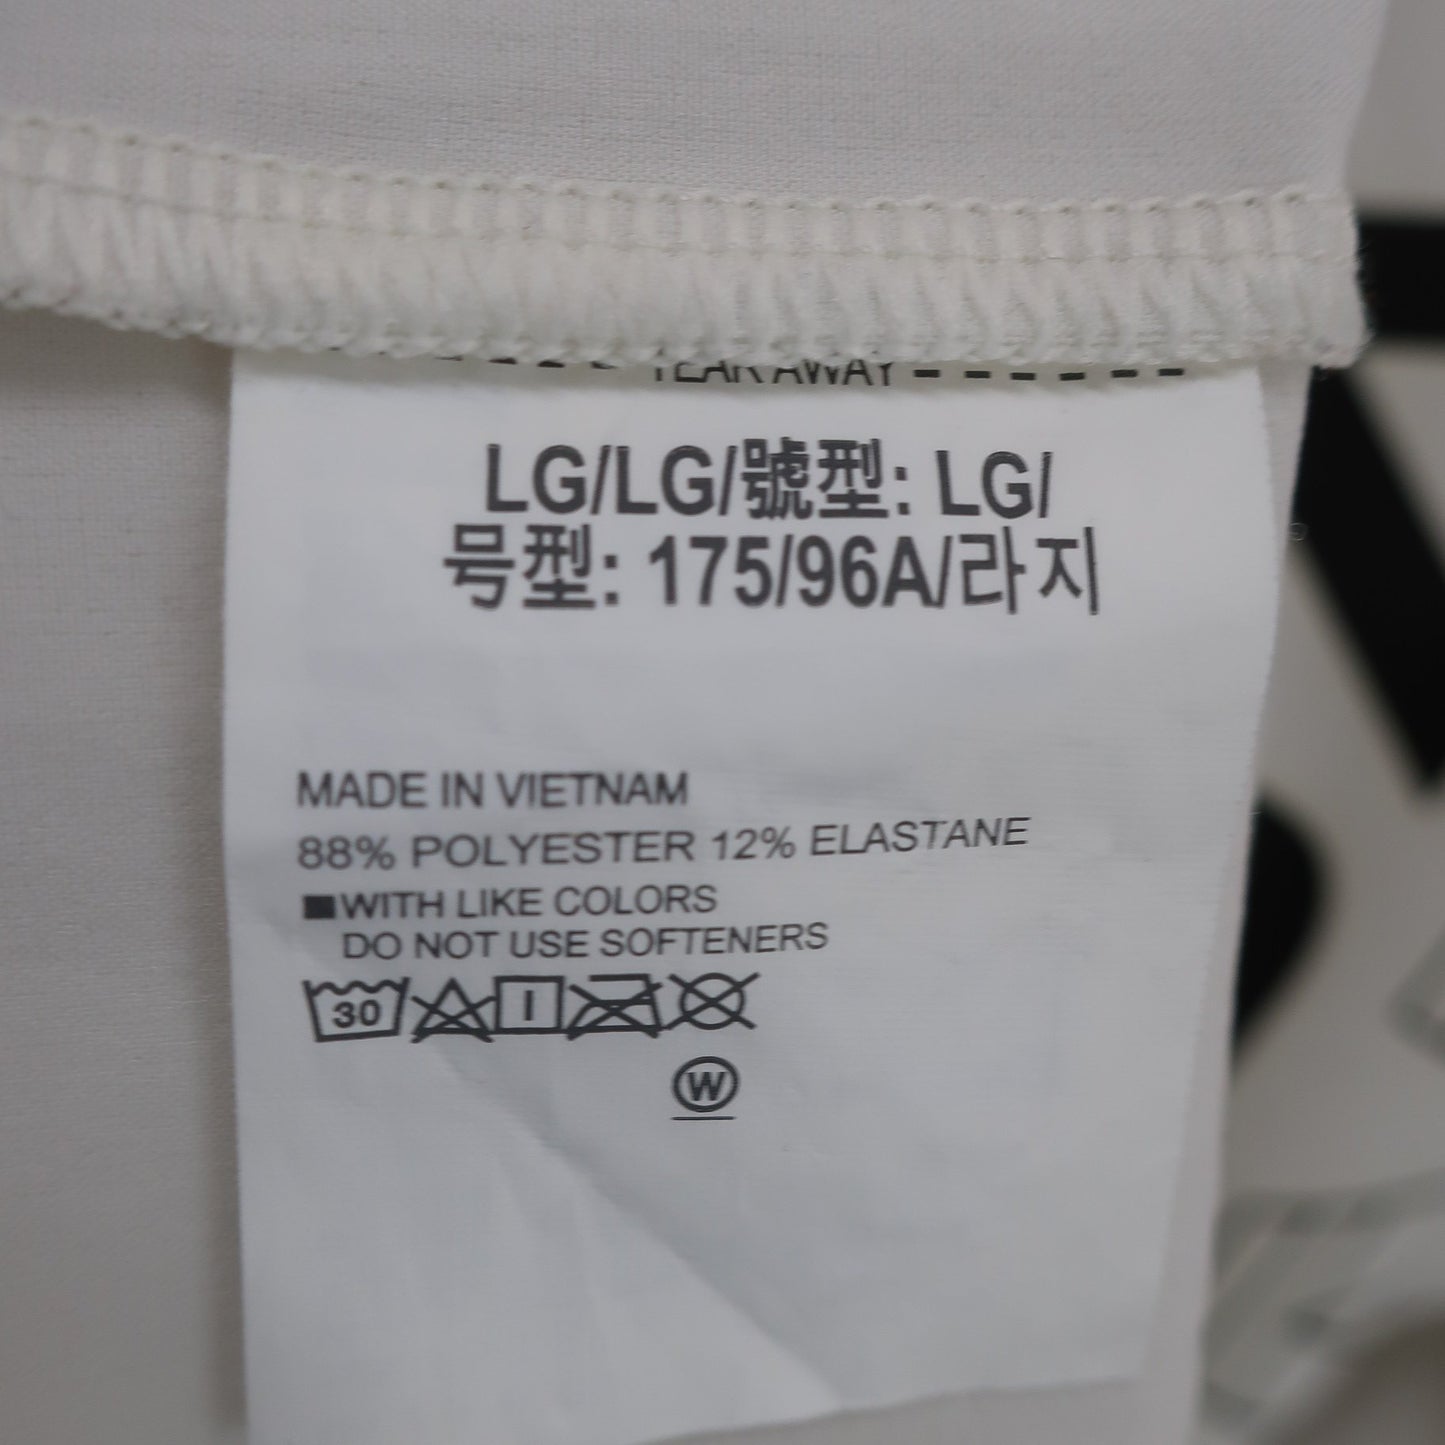 TEAR AWAY
LG/LG/號型: LG/
号型: 175/96A/라지
MADE IN VIETNAM
88% POLYESTER 12% ELASTANE
WITH LIKE COLORS
DO NOT USE SOFTENERS
30
W